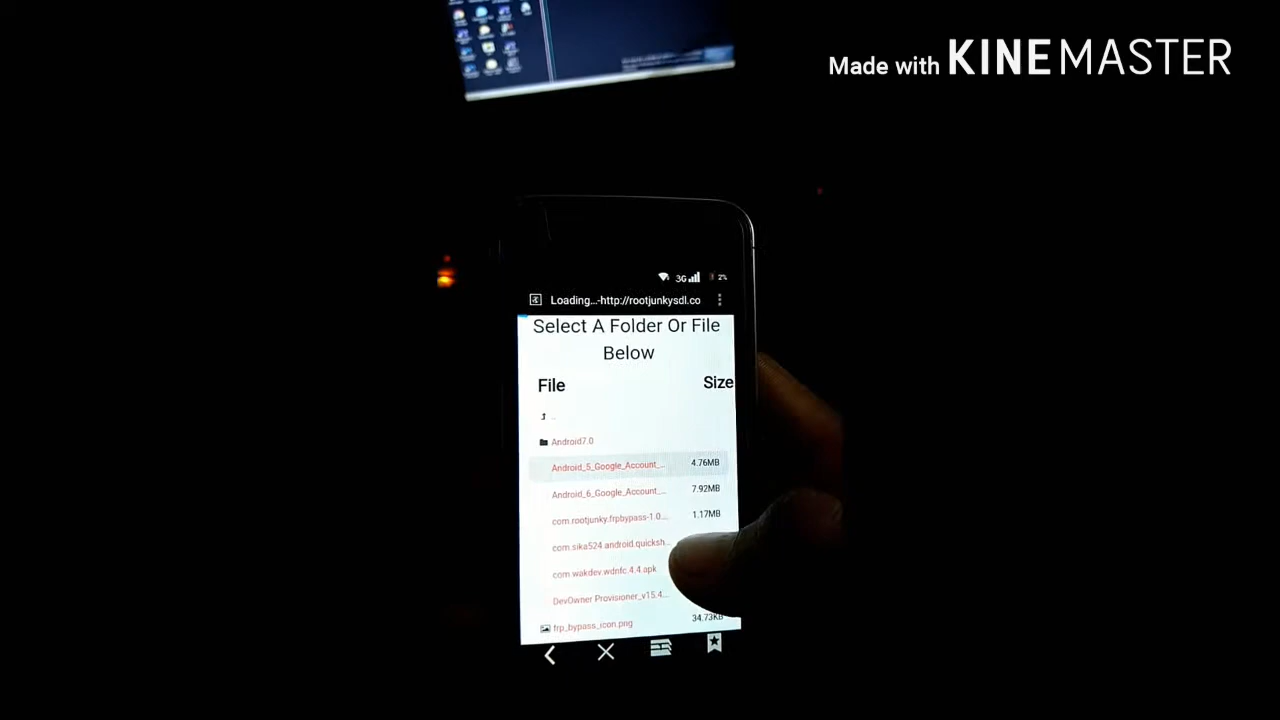 Made with KINEMASTER
3G 2%
Loading...-http://rootjunkysdl.co
Select A Folder Or File
Below
File Size
..
Android7.0
Android_5_Google_Account_... 4.76MB
Android_6_Google_Account_... 7.92MB
com.rootjunky.frpbypass-1.0... 1.17MB
com.sika524.android.quicksh...
com.wakdev.wdnfc.4.4.apk
DevOwner Provisioner_v15.4...
frp_bypass_icon.png 34.73KB